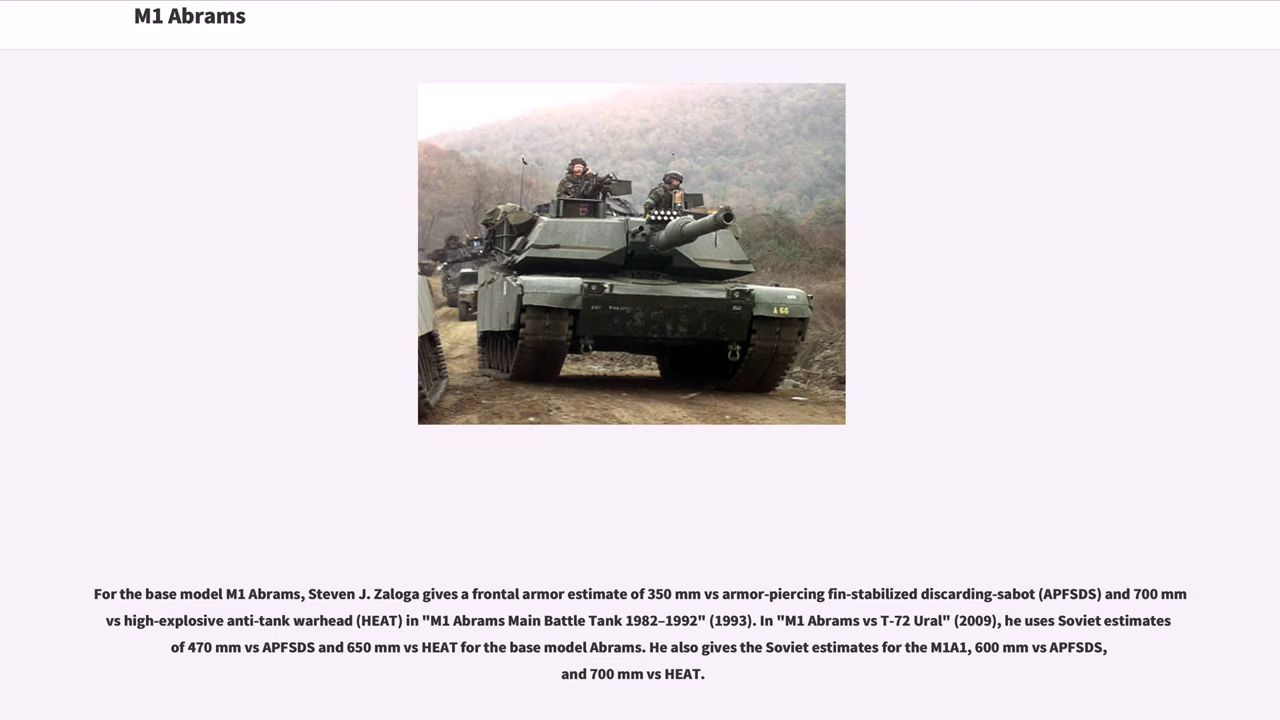 M1 Abrams
A 66
For the base model M1 Abrams, Steven J. Zaloga gives a frontal armor estimate of 350 mm vs armor-piercing fin-stabilized discarding-sabot (APFSDS) and 700 mm
vs high-explosive anti-tank warhead (HEAT) in "M1 Abrams Main Battle Tank 1982–1992" (1993). In "M1 Abrams vs T-72 Ural" (2009), he uses Soviet estimates
of 470 mm vs APFSDS and 650 mm vs HEAT for the base model Abrams. He also gives the Soviet estimates for the M1A1, 600 mm vs APFSDS,
and 700 mm vs HEAT.